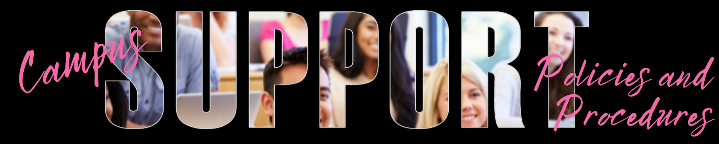 Campus
SUPPORT
Policies and
Procedures